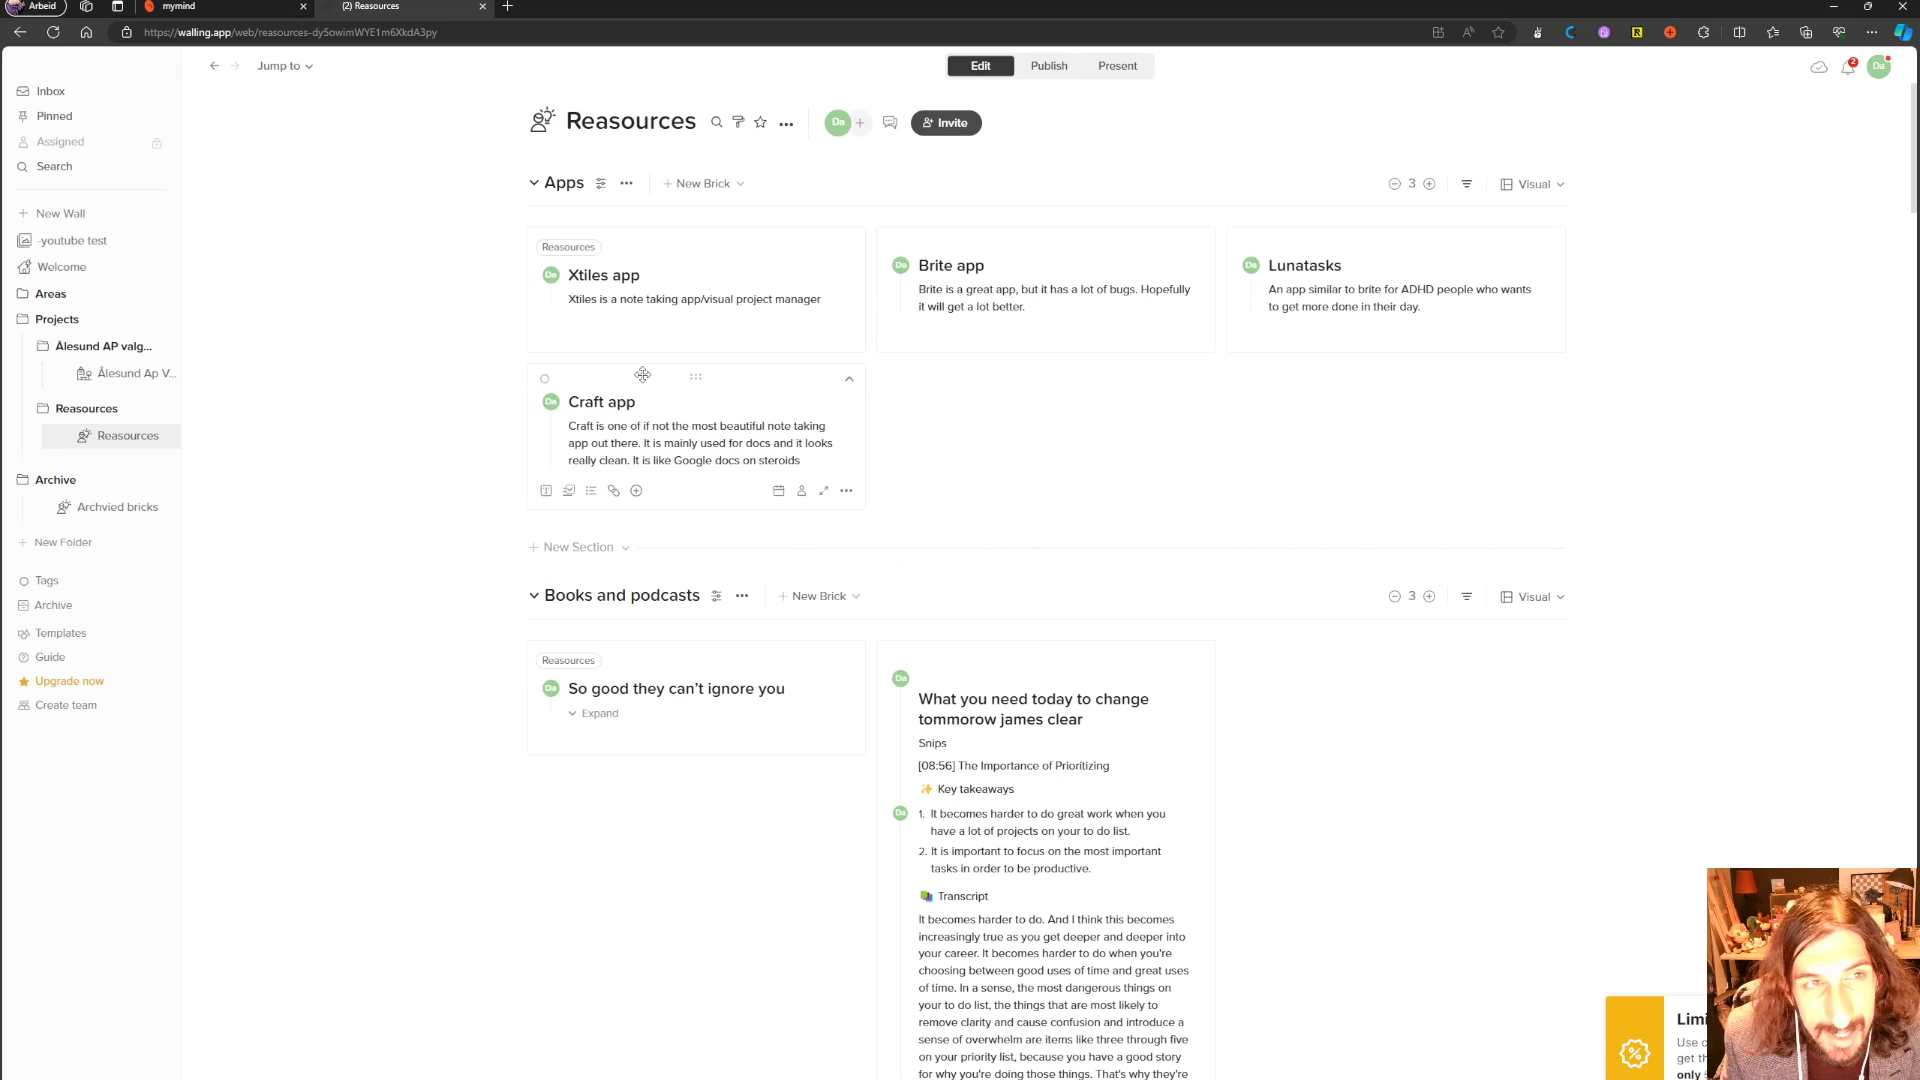 Arbeid
mymind
(2) Reasources
https://walling.app/web/reasources-dy5owimWYE1m6XkdA3py
Jump to
Edit
Publish
Present
2
Da
Inbox
Pinned
Assigned
Search
New Wall
-youtube test
Welcome
Areas
Projects
Ålesund AP valg...
Ålesund Ap V...
Reasources
Reasources
Archive
Archvied bricks
New Folder
Tags
Archive
Templates
Guide
Upgrade now
Create team
Reasources
Da
Invite
Apps
New Brick
3
Visual
Reasources
Da
Xtiles app
Xtiles is a note taking app/visual project manager
Da
Brite app
Brite is a great app, but it has a lot of bugs. Hopefully
it will get a lot better.
Da
Lunatasks
An app similar to brite for ADHD people who wants
to get more done in their day.
Da
Craft app
Craft is one of if not the most beautiful note taking
app out there. It is mainly used for docs and it looks
really clean. It is like Google docs on steroids
New Section
Books and podcasts
New Brick
3
Visual
Reasources
Da
So good they can't ignore you
Expand
Da
What you need today to change
tommorow james clear
Snips
[08:56] The Importance of Prioritizing
✨ Key takeaways
Da
1. It becomes harder to do great work when you
have a lot of projects on your to do list.
2. It is important to focus on the most important
tasks in order to be productive.
📚 Transcript
It becomes harder to do. And I think this becomes
increasingly true as you get deeper and deeper into
your career. It becomes harder to do when you're
choosing between good uses of time and great uses
of time. In a sense, the most dangerous things on
your to do list, the things that are most likely to
remove clarity and cause confusion and introduce a
sense of overwhelm are items like three through five
on your priority list, because you have a good story
for why you're doing those things. That's why they're
Limi
Use
get th
only